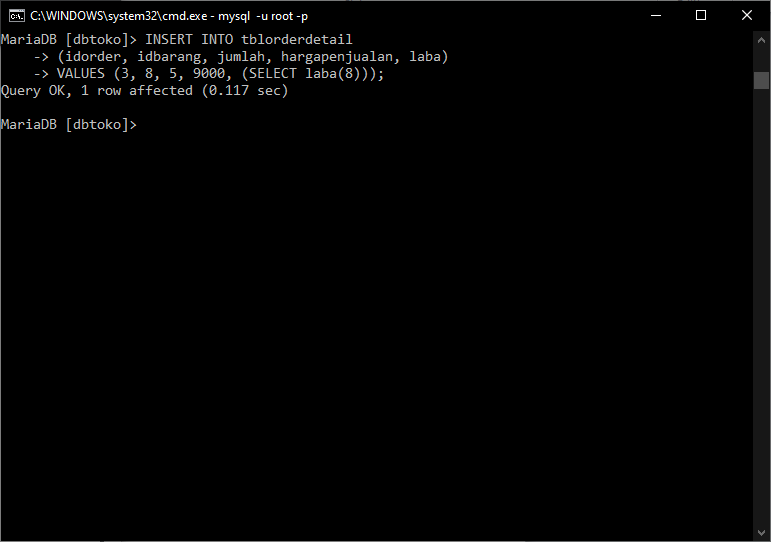 C:\WINDOWS\system32\cmd.exe - mysql  -u root -p
MariaDB [dbtoko]> INSERT INTO tblorderdetail
    -> (idorder, idbarang, jumlah, hargapenjualan, laba)
    -> VALUES (3, 8, 5, 9000, (SELECT laba(8)));
Query OK, 1 row affected (0.117 sec)
MariaDB [dbtoko]>